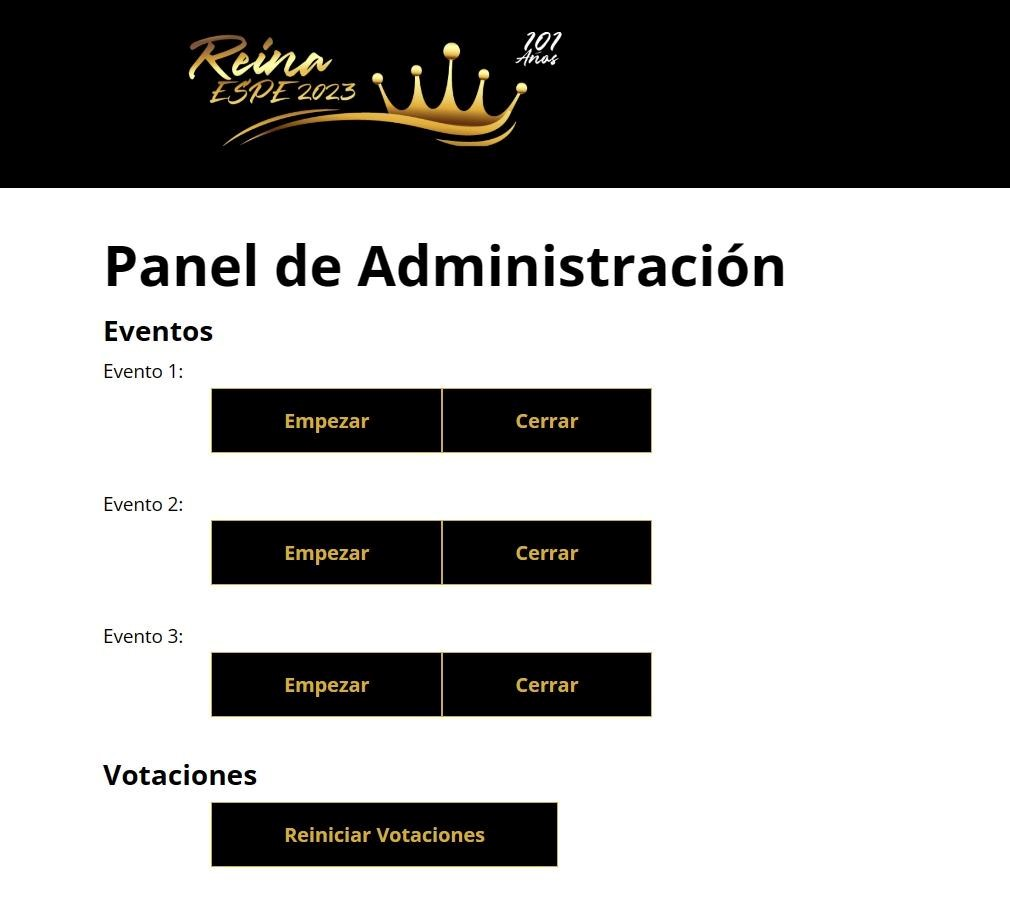 Reina
101
Años
ESPE 2023
Panel de Administración
Eventos
Evento 1:
Empezar Cerrar
Evento 2:
Empezar Cerrar
Evento 3:
Empezar Cerrar
Votaciones
Reiniciar Votaciones